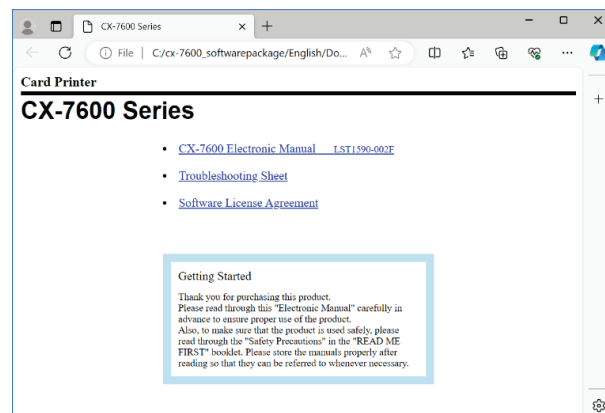 CX-7600 Series
File | C:/cx-7600_softwarepackage/English/Do...
Card Printer
CX-7600 Series
• CX-7600 Electronic Manual LST1590-002F
• Troubleshooting Sheet
• Software License Agreement
Getting Started
Thank you for purchasing this product.
Please read through this "Electronic Manual" carefully in
advance to ensure proper use of the product.
Also, to make sure that the product is used safely, please
read through the "Safety Precautions" in the "READ ME
FIRST" booklet. Please store the manuals properly after
reading so that they can be referred to whenever necessary.